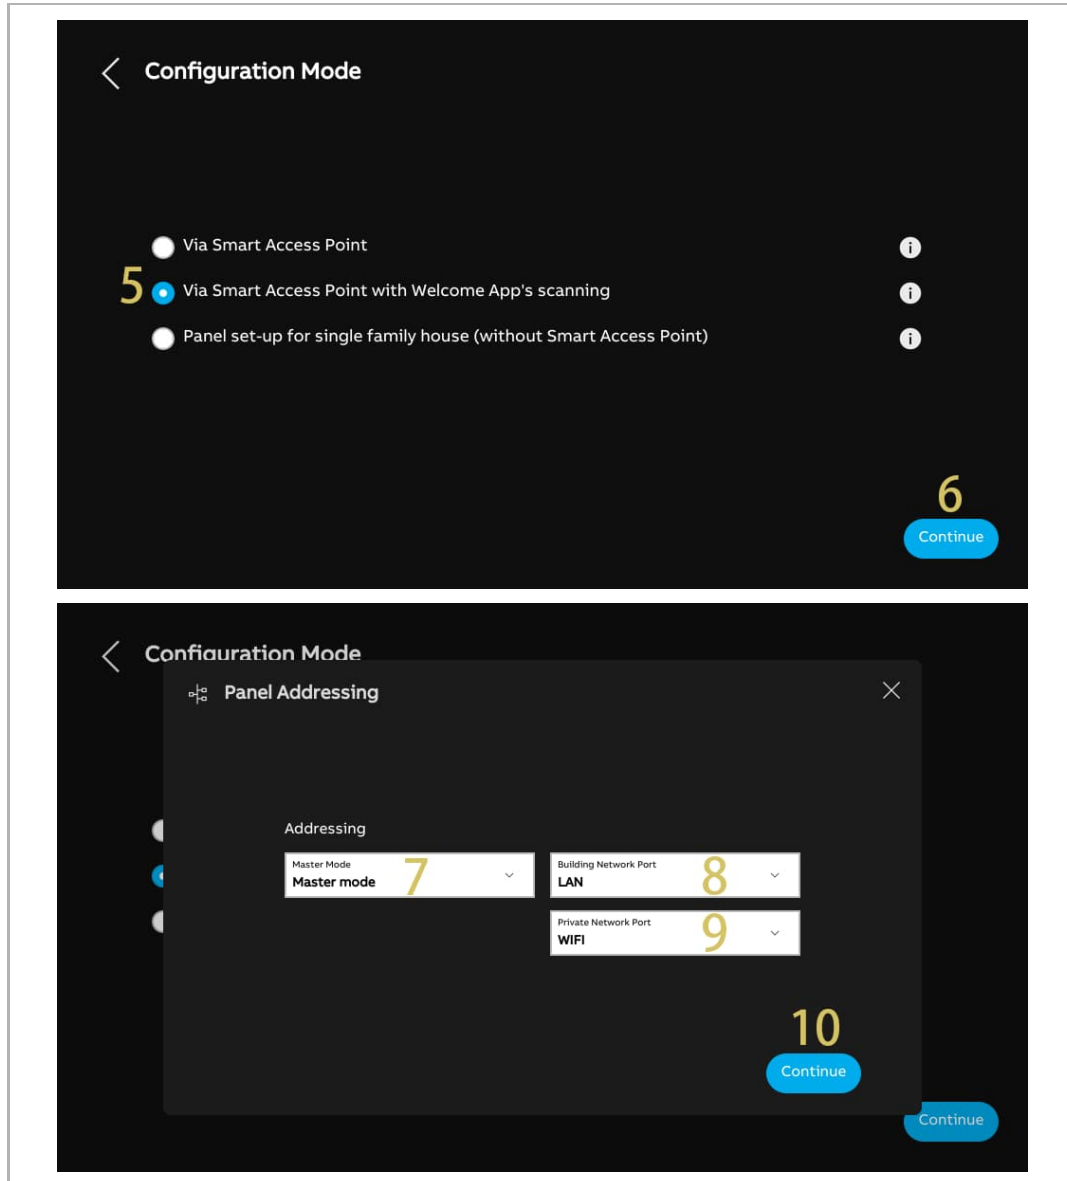 Configuration Mode
Via Smart Access Point
i
5
Via Smart Access Point with Welcome App's scanning
i
Panel set-up for single family house (without Smart Access Point)
i
6
Continue
Configuration Mode
Panel Addressing
Addressing
Master Mode
Master mode
7
Building Network Port
LAN
8
Private Network Port
WIFI
9
10
Continue
Continue